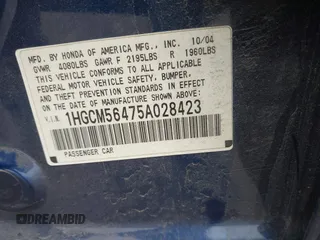 MFD. BY HONDA OF AMERICA MFG., INC. 10/04
GVWR 4080LBS GAWR F 2195LBS R 1960LBS
THIS VEHICLE CONFORMS TO ALL APPLICABLE
FEDERAL MOTOR VEHICLE SAFETY, BUMPER,
AND THEFT PREVENTION STANDARDS IN EFFECT
ON THE DATE OF MANUFACTURE SHOWN ABOVE.
V.I.N. 1HGCM56475A028423
PASSENGER CAR
DREAMBID